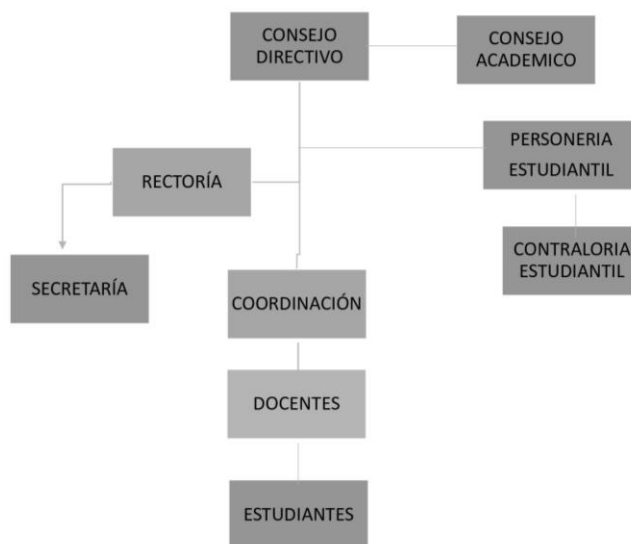 CONSEJO
DIRECTIVO
CONSEJO
ACADEMICO
PERSONERIA
ESTUDIANTIL
RECTORÍA
CONTRALORIA
ESTUDIANTIL
SECRETARÍA
COORDINACIÓN
DOCENTES
ESTUDIANTES